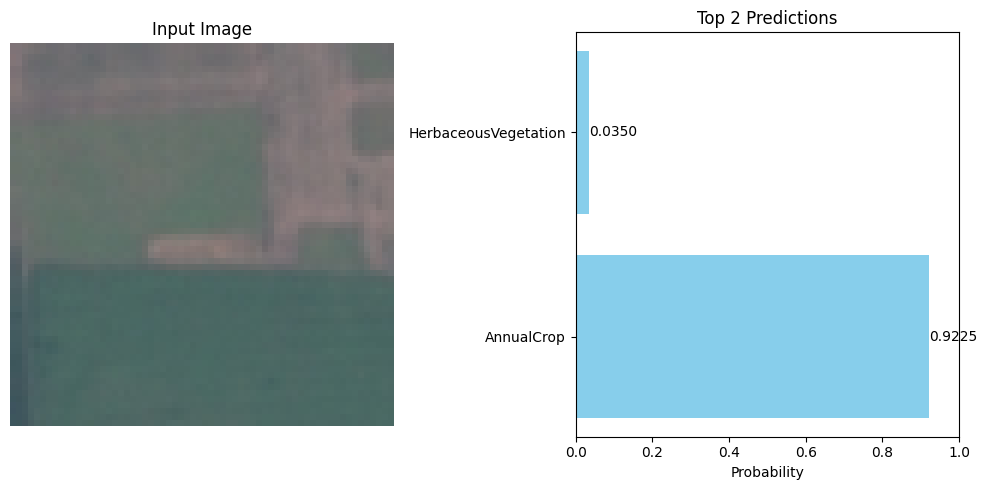 Input Image
Top 2 Predictions
HerbaceousVegetation
0.0350
AnnualCrop
0.9225
0.0 0.2 0.4 0.6 0.8 1.0
Probability